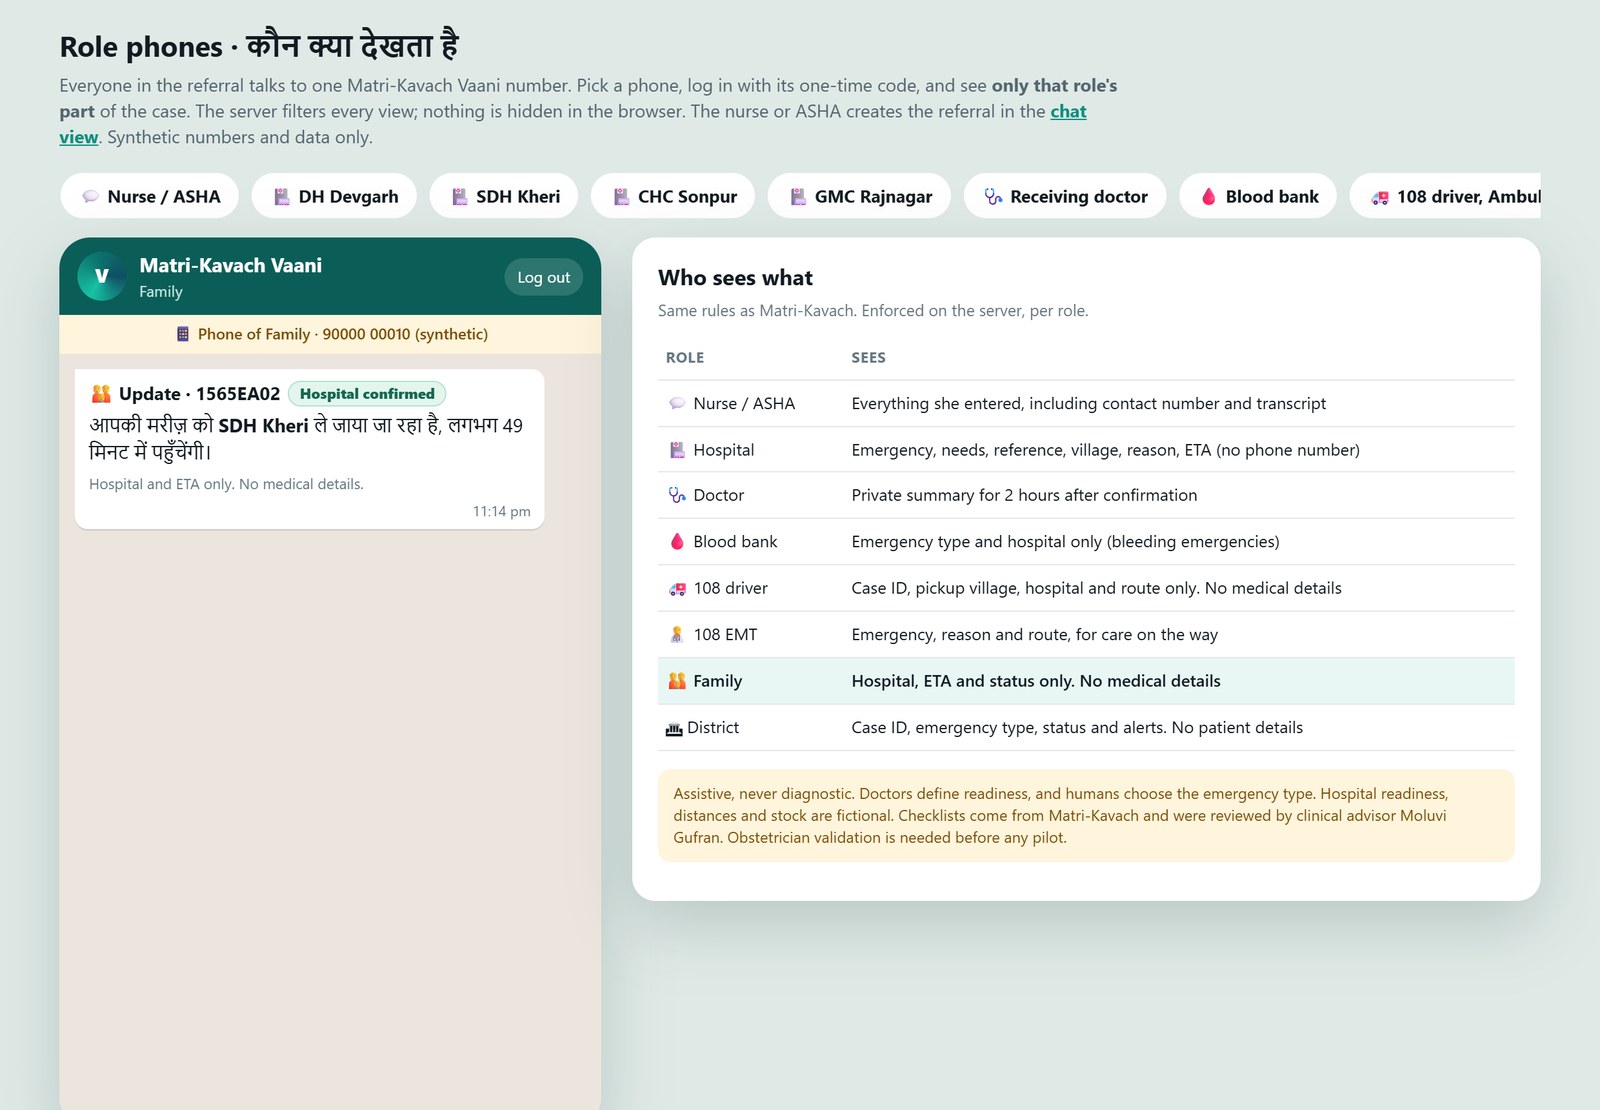 Role phones · कौन क्या देखता है
Everyone in the referral talks to one Matri-Kavach Vaani number. Pick a phone, log in with its one-time code, and see only that role's
part of the case. The server filters every view; nothing is hidden in the browser. The nurse or ASHA creates the referral in the chat
view. Synthetic numbers and data only.
Nurse / ASHA
DH Devgarh
SDH Kheri
CHC Sonpur
GMC Rajnagar
Receiving doctor
Blood bank
108 driver, Ambul
V
Matri-Kavach Vaani
Family
Log out
Phone of Family · 90000 00010 (synthetic)
Update · 1565EA02 Hospital confirmed
आपकी मरीज़ को SDH Kheri ले जाया जा रहा है, लगभग 49
मिनट में पहुँचेंगी।
Hospital and ETA only. No medical details.
11:14 pm
Who sees what
Same rules as Matri-Kavach. Enforced on the server, per role.
ROLE SEES
Nurse / ASHA Everything she entered, including contact number and transcript
Hospital Emergency, needs, reference, village, reason, ETA (no phone number)
Doctor Private summary for 2 hours after confirmation
Blood bank Emergency type and hospital only (bleeding emergencies)
108 driver Case ID, pickup village, hospital and route only. No medical details
108 EMT Emergency, reason and route, for care on the way
Family Hospital, ETA and status only. No medical details
District Case ID, emergency type, status and alerts. No patient details
Assistive, never diagnostic. Doctors define readiness, and humans choose the emergency type. Hospital readiness,
distances and stock are fictional. Checklists come from Matri-Kavach and were reviewed by clinical advisor Moluvi
Gufran. Obstetrician validation is needed before any pilot.